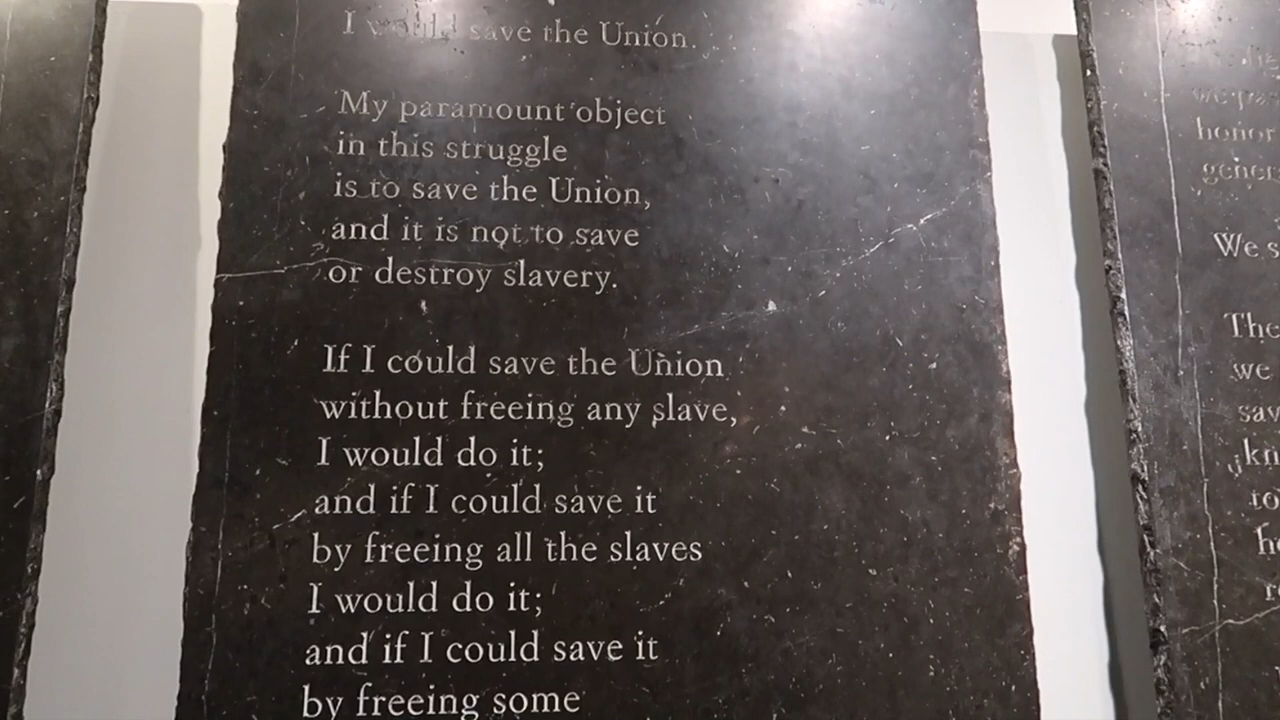 I would save the Union.
My paramount object
in this struggle
is to save the Union,
and it is not to save
or destroy slavery.
If I could save the Union
without freeing any slave,
I would do it;
and if I could save it
by freeing all the slaves
I would do it;
and if I could save it
by freeing some
honor
We
The
we